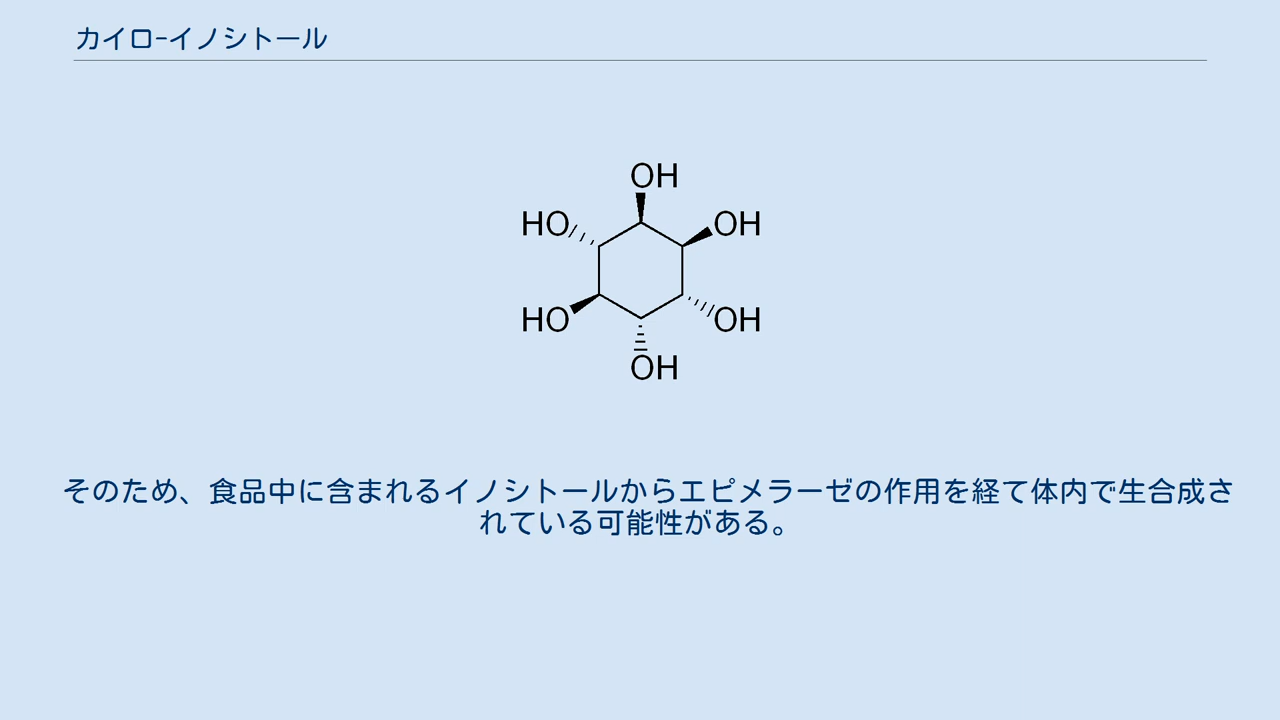 カイロ-イノシトール
OH
HO OH
HO OH
OH
そのため、食品中に含まれるイノシトールからエピメラーゼの作用を経て体内で生合成さ
れている可能性がある。